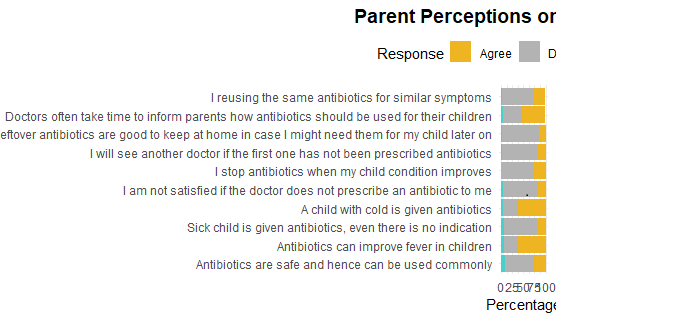 Parent Perceptions or
Response Agree D
I reusing the same antibiotics for similar symptoms
Doctors often take time to inform parents how antibiotics should be used for their children
eftover antibiotics are good to keep at home in case I might need them for my child later on
I will see another doctor if the first one has not been prescribed antibiotics
I stop antibiotics when my child condition improves
I am not satisfied if the doctor does not prescribe an antibiotic to me
A child with cold is given antibiotics
Sick child is given antibiotics, even there is no indication
Antibiotics can improve fever in children
Antibiotics are safe and hence can be used commonly
0 25 50 75 100
Percentage